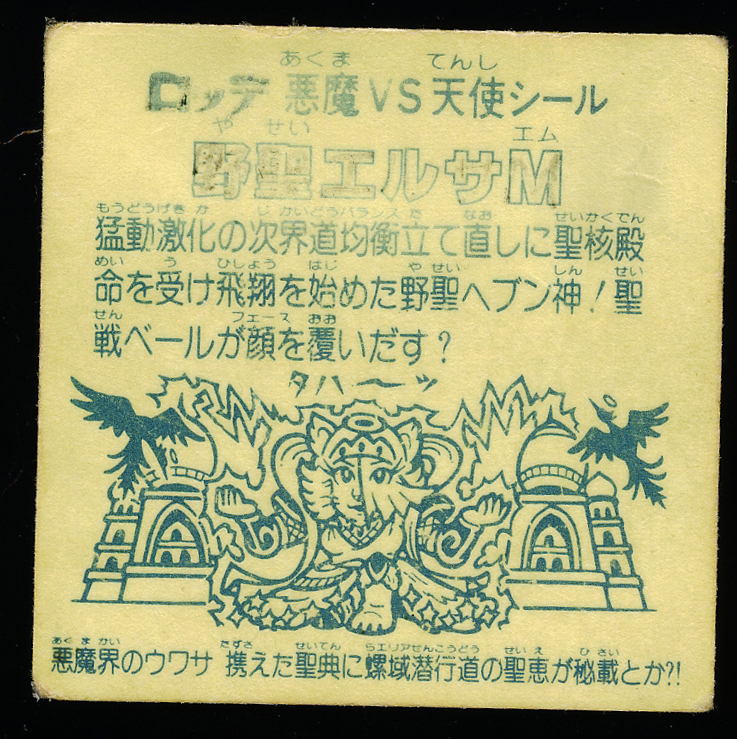 ロッテ 悪魔VS天使シール
野聖エルサM
猛動激化の次界道均衡立て直しに聖核殿
命を受け飛翔を始めた野聖ヘブン神!聖
戦ベールが顔を覆いだす?
タハ〜ッ
悪魔界のウワサ 携えた聖典に螺域潜行道の聖恵が秘載とか?!